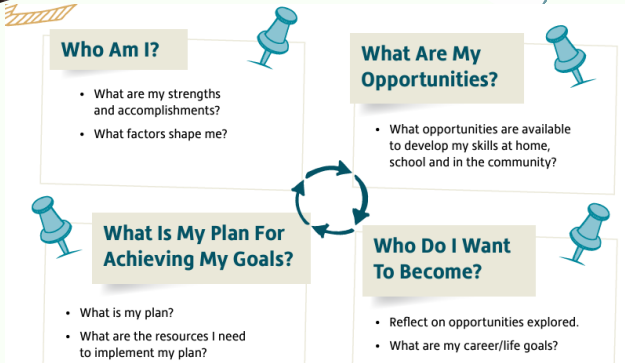 Who Am I?
• What are my strengths
and accomplishments?
• What factors shape me?
What Are My
Opportunities?
• What opportunities are available
to develop my skills at home,
school and in the community?
What Is My Plan For
Achieving My Goals?
• What is my plan?
• What are the resources I need
to implement my plan?
Who Do I Want
To Become?
• Reflect on opportunities explored.
• What are my career/life goals?